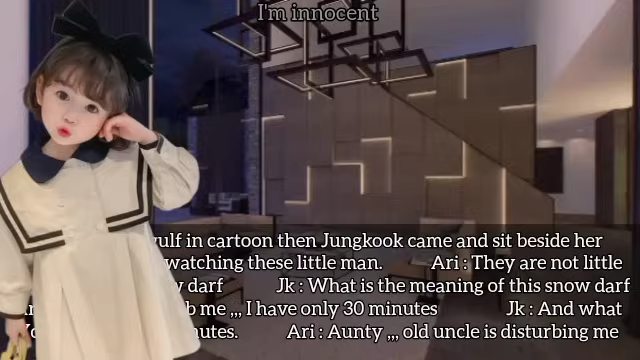 I'm innocent
vulf in cartoon then Jungkook came and sit beside her
watching these little man. Ari : They are not little
darf Jk : What is the meaning of this snow darf
b me ,,, I have only 30 minutes Jk : And what
utes. Ari : Aunty ,,, old uncle is disturbing me